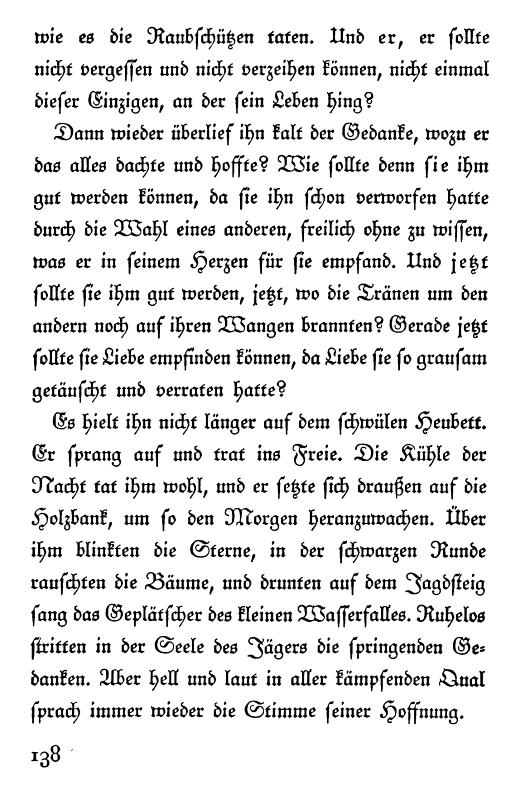 wie es die Raubschützen taten. Und er, er sollte
nicht vergessen und nicht verzeihen können, nicht einmal
dieser Einzigen, an der sein Leben hing?
Dann wieder überlief ihn kalt der Gedanke, wozu er
das alles dachte und hoffte? Wie sollte denn sie ihm
gut werden können, da sie ihn schon verworfen hatte
durch die Wahl eines anderen, freilich ohne zu wissen,
was er in seinem Herzen für sie empfand. Und jetzt
sollte sie ihm gut werden, jetzt, wo die Tränen um den
andern noch auf ihren Wangen brannten? Gerade jetzt
sollte sie Liebe empfinden können, da Liebe sie so grausam
getäuscht und verraten hatte?
Es hielt ihn nicht länger auf dem schwülen Heubett.
Er sprang auf und trat ins Freie. Die Kühle der
Nacht tat ihm wohl, und er setzte sich draußen auf die
Holzbank, um so den Morgen heranzuwachen. Über
ihm blinkten die Sterne, in der schwarzen Runde
rauschten die Bäume, und drunten auf dem Jagdsteig
sang das Geplätscher des kleinen Wasserfalles. Ruhelos
stritten in der Seele des Jägers die springenden Ge-
danken. Aber hell und laut in aller kämpfenden Qual
sprach immer wieder die Stimme seiner Hoffnung.
138